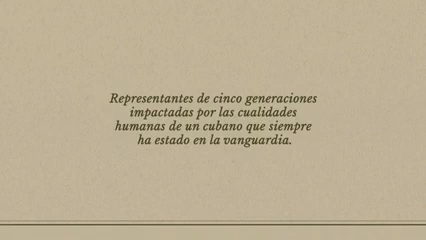 Representantes de cinco generaciones
impactadas por las cualidades
humanas de un cubano que siempre
ha estado en la vanguardia.